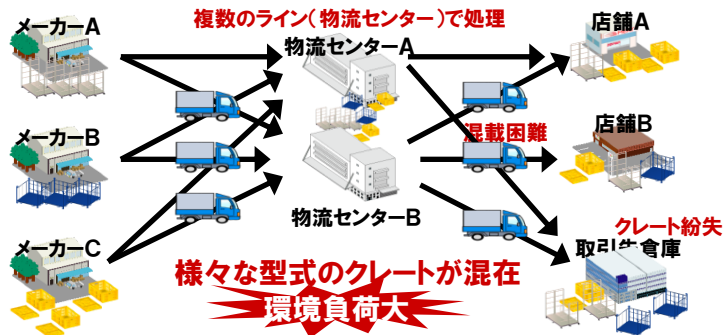 メーカーA
複数のライン(物流センター)で処理
店舗A
物流センターA
メーカーB
混載困難
店舗B
物流センターB
クレート紛失
メーカーC
取引先倉庫
様々な型式のクレートが混在
環境負荷大